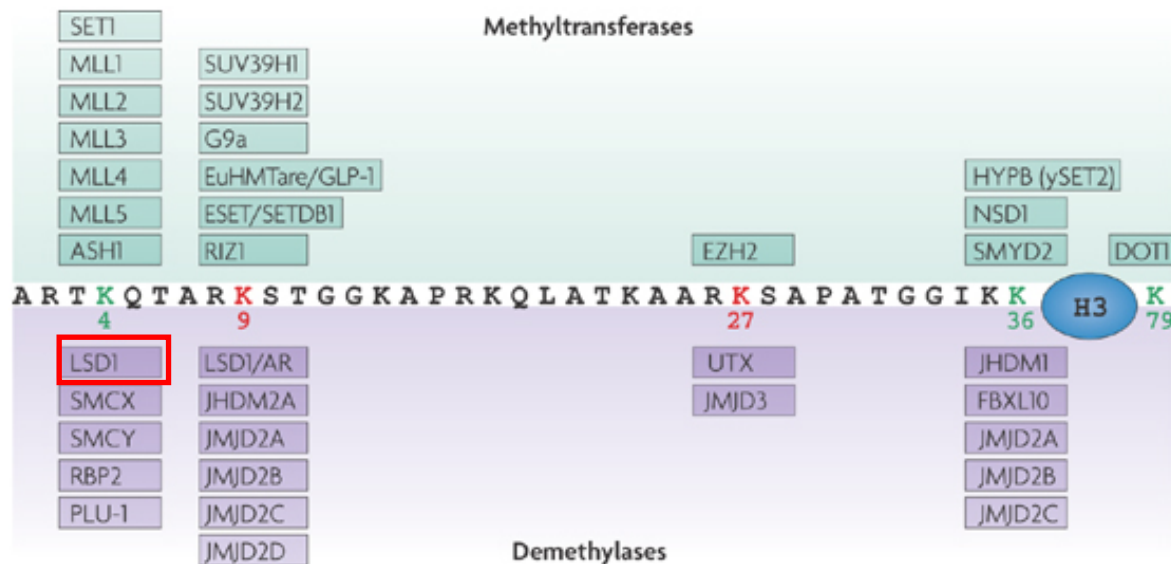 Methyltransferases
SET1
MLL1 SUV39H1
MLL2 SUV39H2
MLL3 G9a
MLL4 EuHMTare/GLP-1 HYPB (ySET2)
MLL5 ESET/SETDB1 NSD1
ASH1 RIZ1 EZH2 SMYD2 DOT1
A R T K Q T A R K S T G G K A P R K Q L A T K A A R K S A P A T G G I K K H3 K
4 9 27 36 79
LSD1 LSD1/AR UTX JHDM1
SMCX JHDM2A JMJD3 FBXL10
SMCY JMJD2A JMJD2A
RBP2 JMJD2B JMJD2B
PLU-1 JMJD2C JMJD2C
JMJD2D
Demethylases